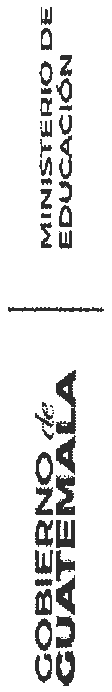 GOBIERNO de
GUATEMALA
MINISTERIO DE
EDUCACIÓN